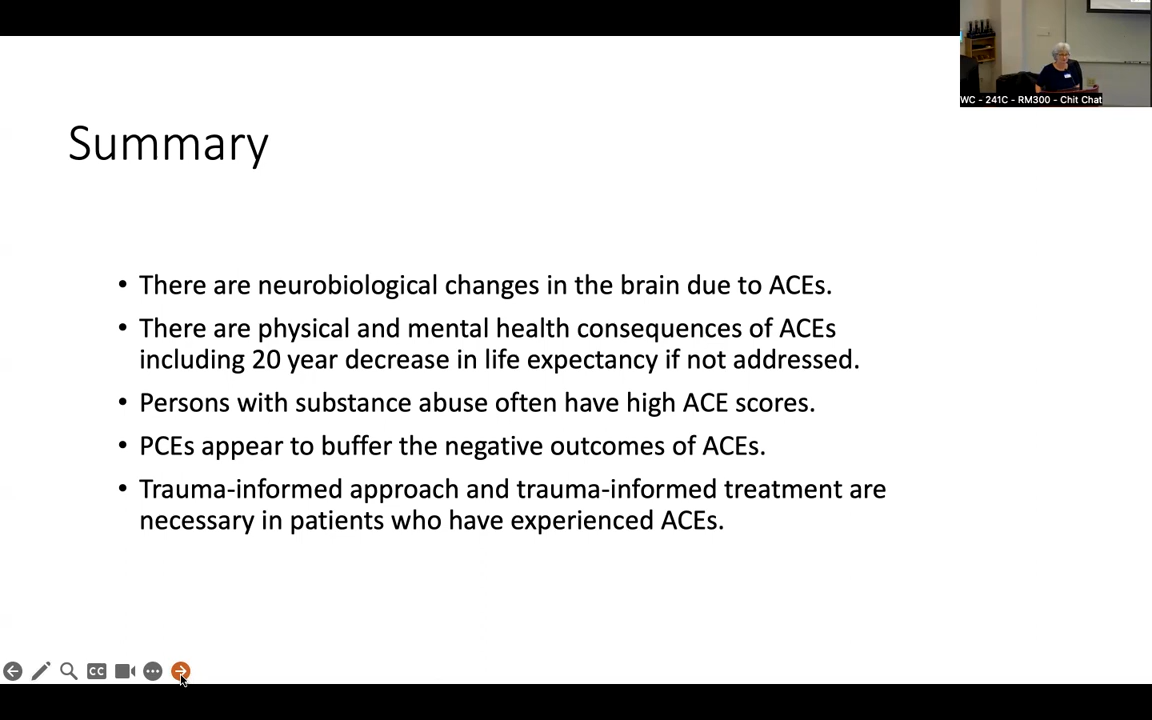 WC - 241C - RM300 - Chit Chat
Summary
• There are neurobiological changes in the brain due to ACEs.
• There are physical and mental health consequences of ACEs
including 20 year decrease in life expectancy if not addressed.
• Persons with substance abuse often have high ACE scores.
• PCEs appear to buffer the negative outcomes of ACEs.
• Trauma-informed approach and trauma-informed treatment are
necessary in patients who have experienced ACEs.
CC